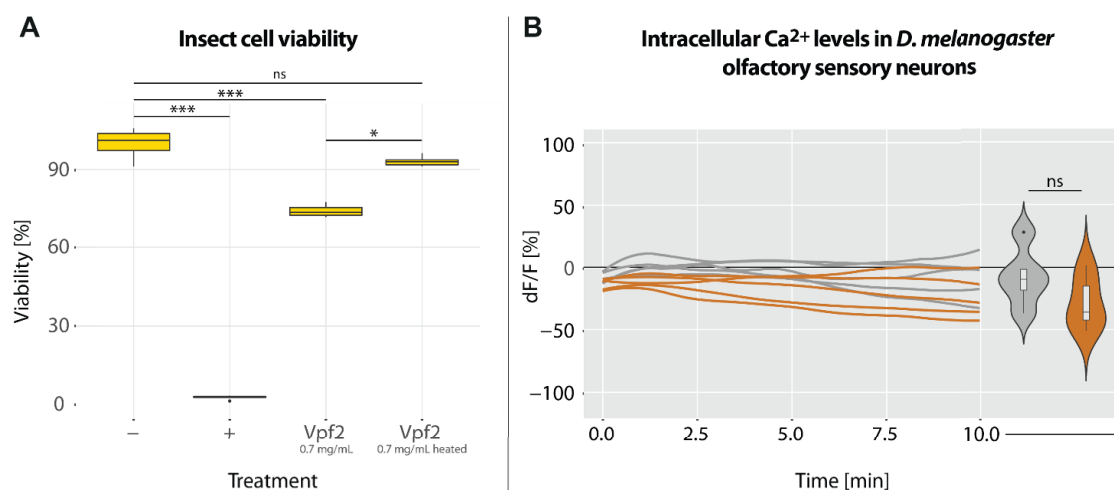 A
Insect cell viability
ns
***
***
*
90
60
30
0
Viability [%]
−
+
Vpf2
0.7 mg/mL
Vpf2
0.7 mg/mL heated
Treatment
B
Intracellular Ca2+ levels in D. melanogaster
olfactory sensory neurons
100
50
0
−50
−100
dF/F [%]
ns
0.0
2.5
5.0
7.5
10.0
Time [min]